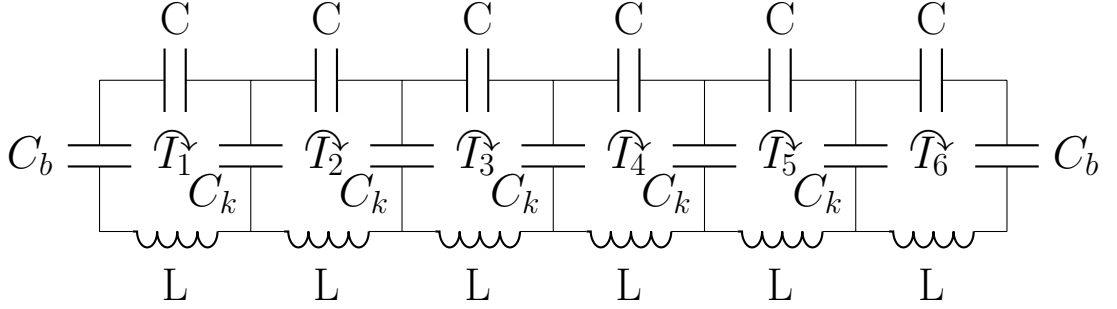 C C C C C C
C_b I_1 I_2 I_3 I_4 I_5 I_6 C_b
C_k C_k C_k C_k C_k
L L L L L L